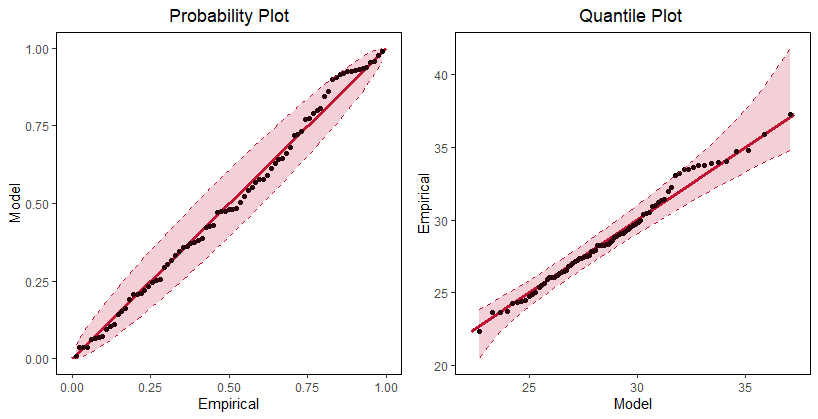 Probability Plot
1.00
0.75
0.50
0.25
0.00
Model
0.00 0.25 0.50 0.75 1.00
Empirical
Quantile Plot
40
35
30
25
20
Empirical
25 30 35
Model